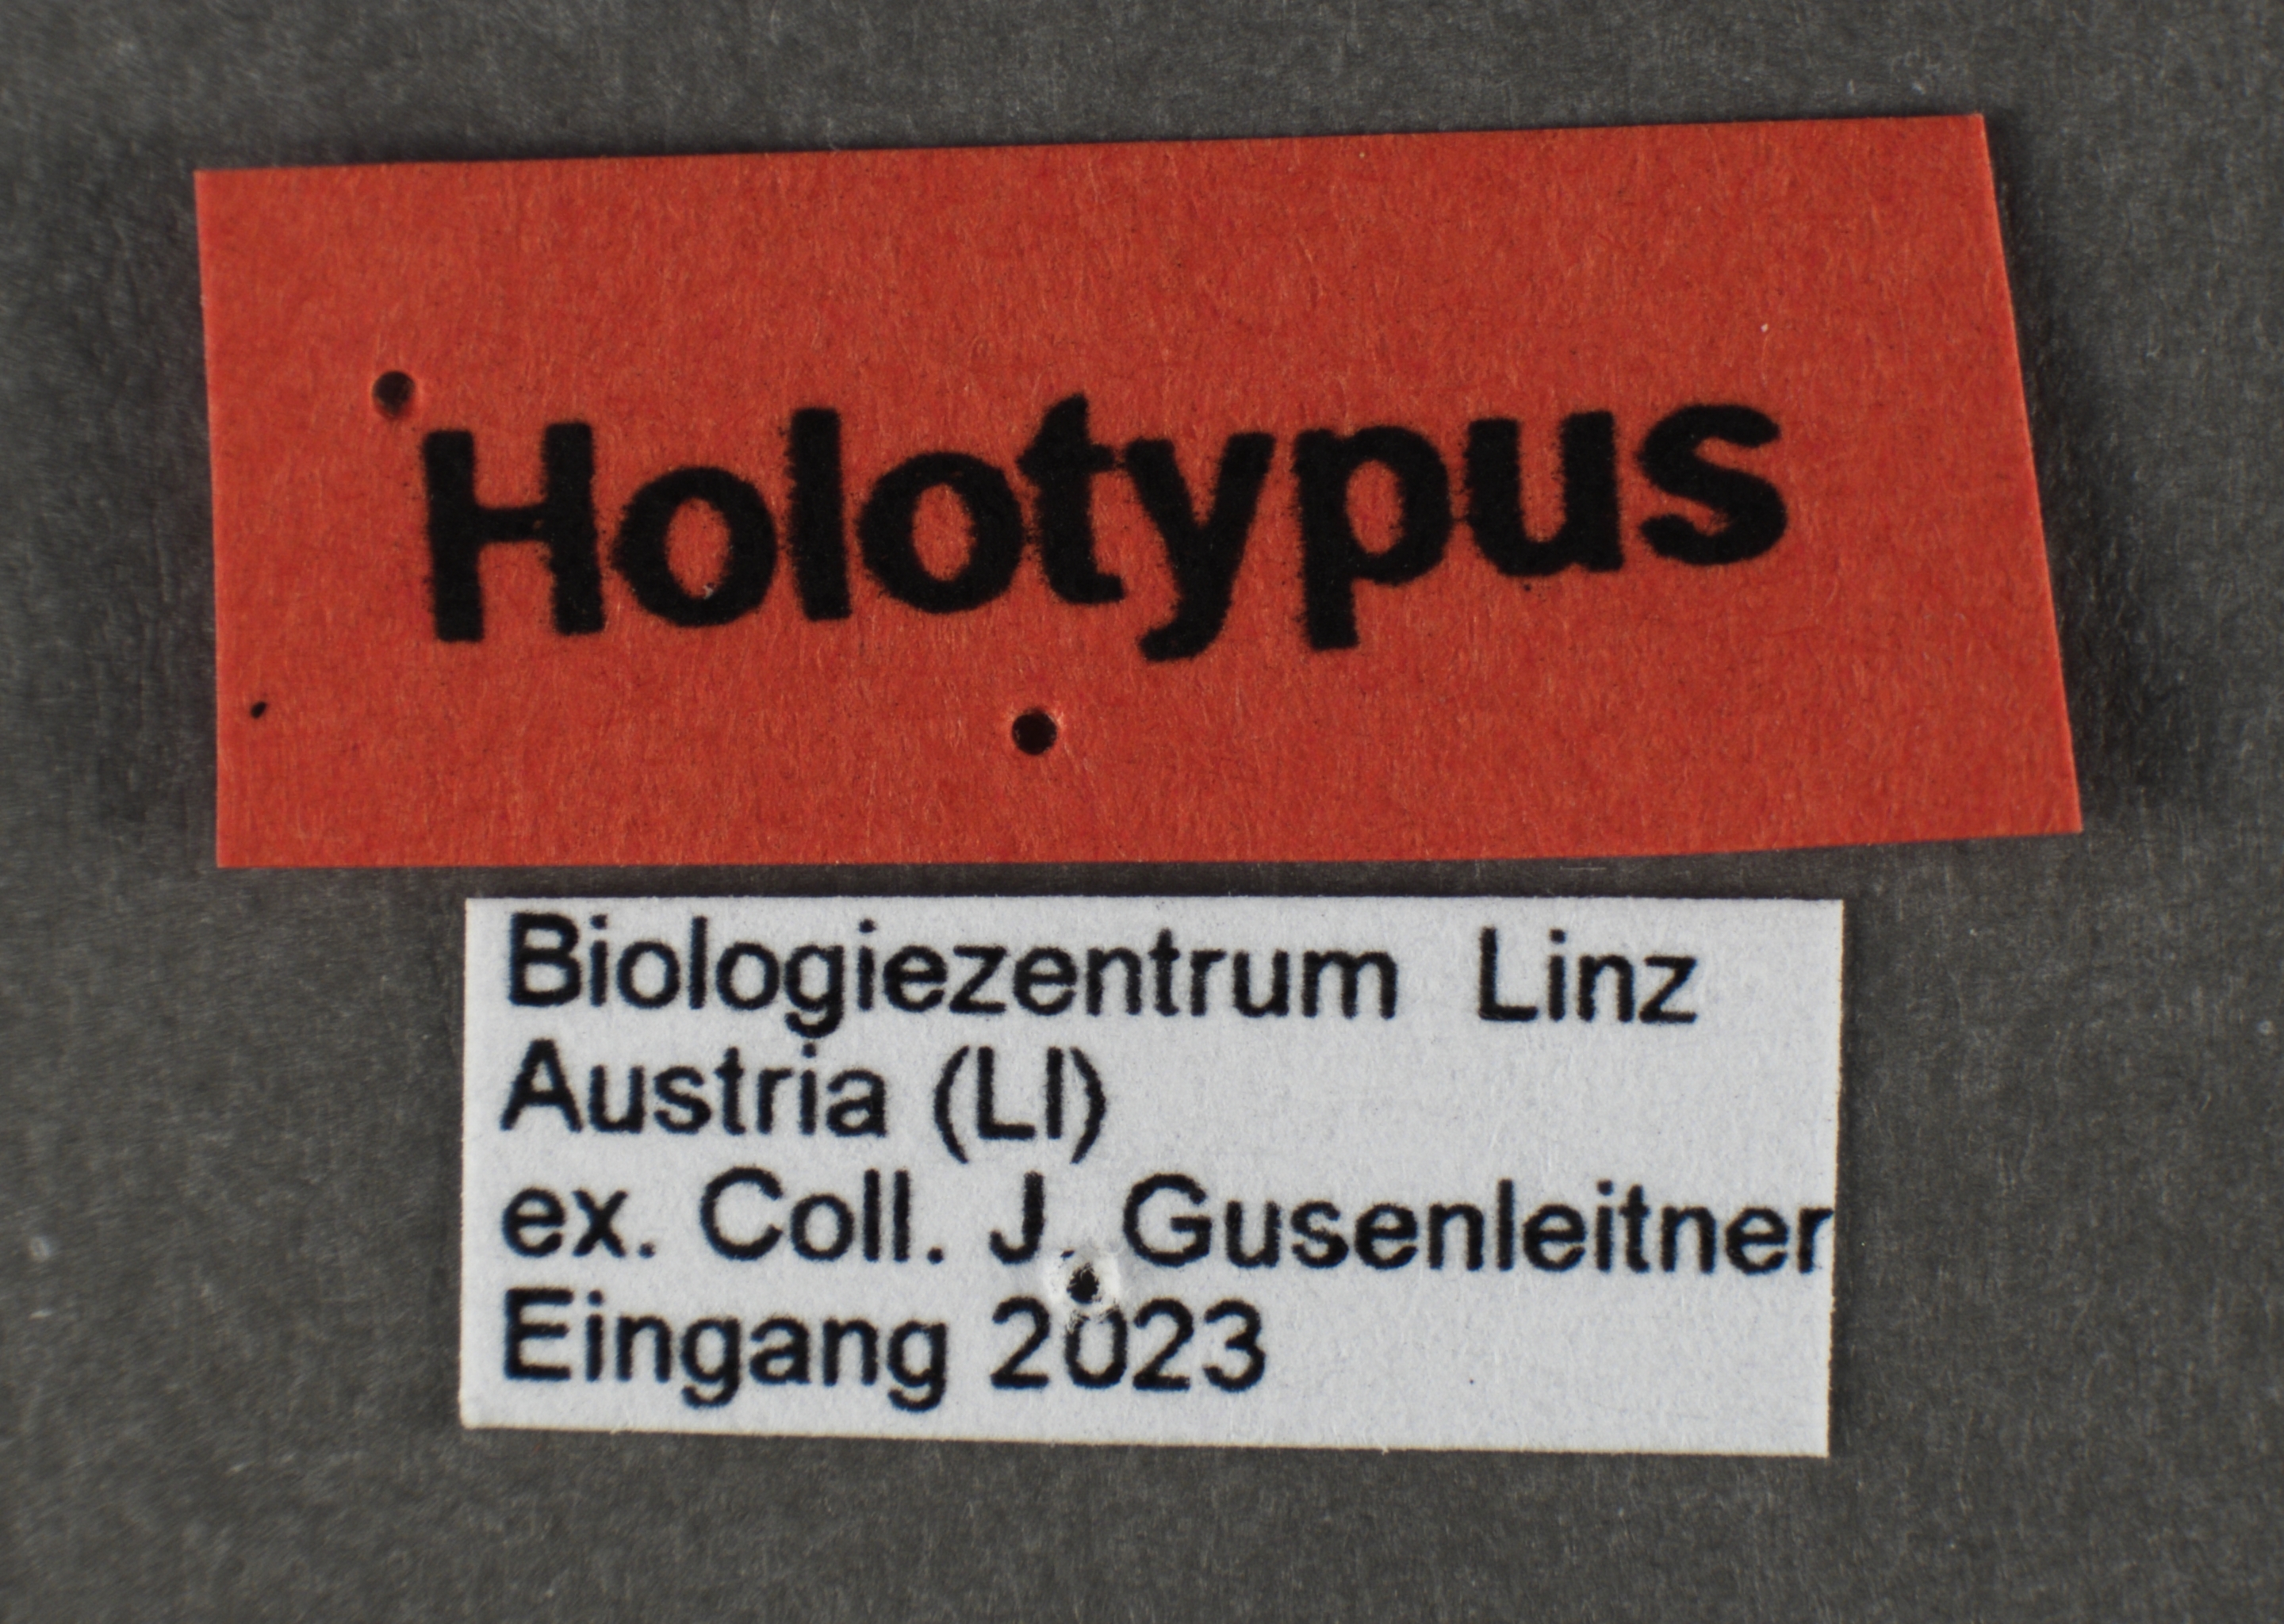 Holotypus
Biologiezentrum Linz
Austria (LI)
ex. Coll. J. Gusenleitner
Eingang 2023